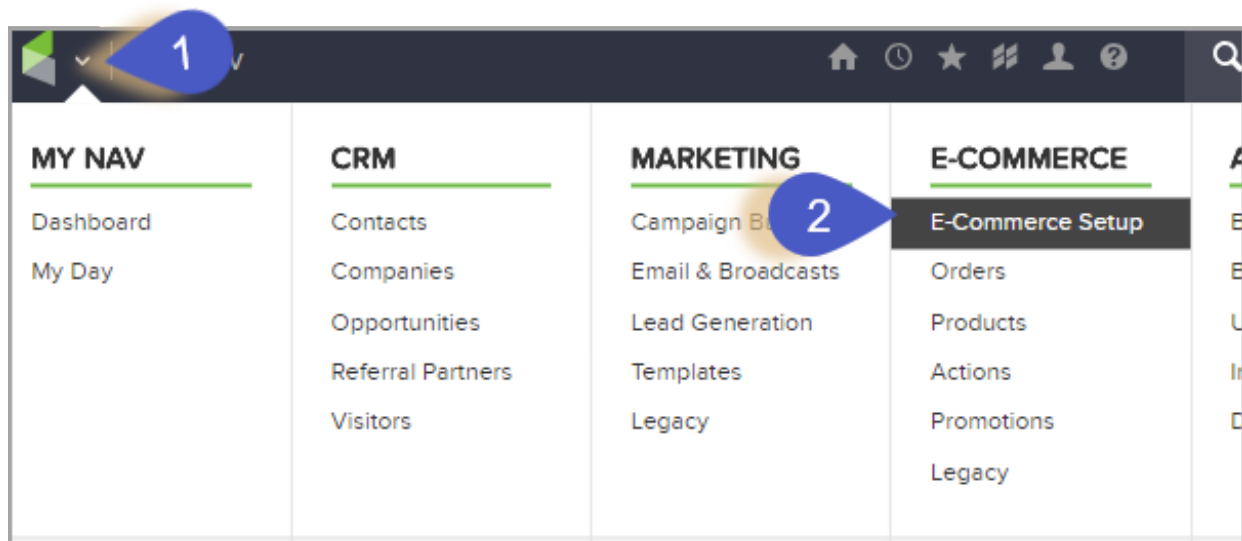 1
MY NAV
Dashboard
My Day
CRM
Contacts
Companies
Opportunities
Referral Partners
Visitors
MARKETING
Campaign
2
Email & Broadcasts
Lead Generation
Templates
Legacy
E-COMMERCE
E-Commerce Setup
Orders
Products
Actions
Promotions
Legacy